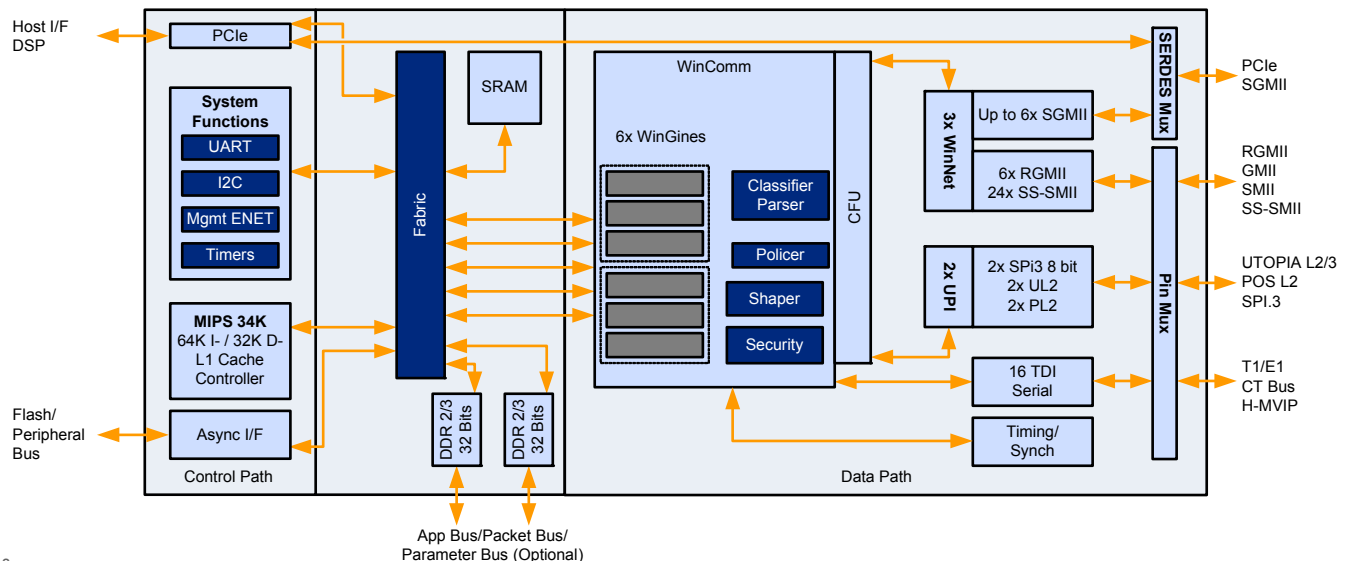 Host I/F
DSP
PCIe
System
Functions
UART
I2C
Mgmt ENET
Timers
MIPS 34K
64K I- / 32K D-
L1 Cache
Controller
Flash/
Peripheral
Bus
Async I/F
Control Path
Fabric
SRAM
DDR 2/3
32 Bits
DDR 2/3
32 Bits
App Bus/Packet Bus/
Parameter Bus (Optional)
WinComm
6x WinGines
Classifier
Parser
Policer
Shaper
Security
CFU
3x WinNet
Up to 6x SGMII
6x RGMII
24x SS-SMII
2x UPI
2x SPi3 8 bit
2x UL2
2x PL2
16 TDI
Serial
Timing/
Synch
Data Path
SERDES Mux
Pin Mux
PCIe
SGMII
RGMII
GMII
SMII
SS-SMII
UTOPIA L2/3
POS L2
SPI.3
T1/E1
CT Bus
H-MVIP